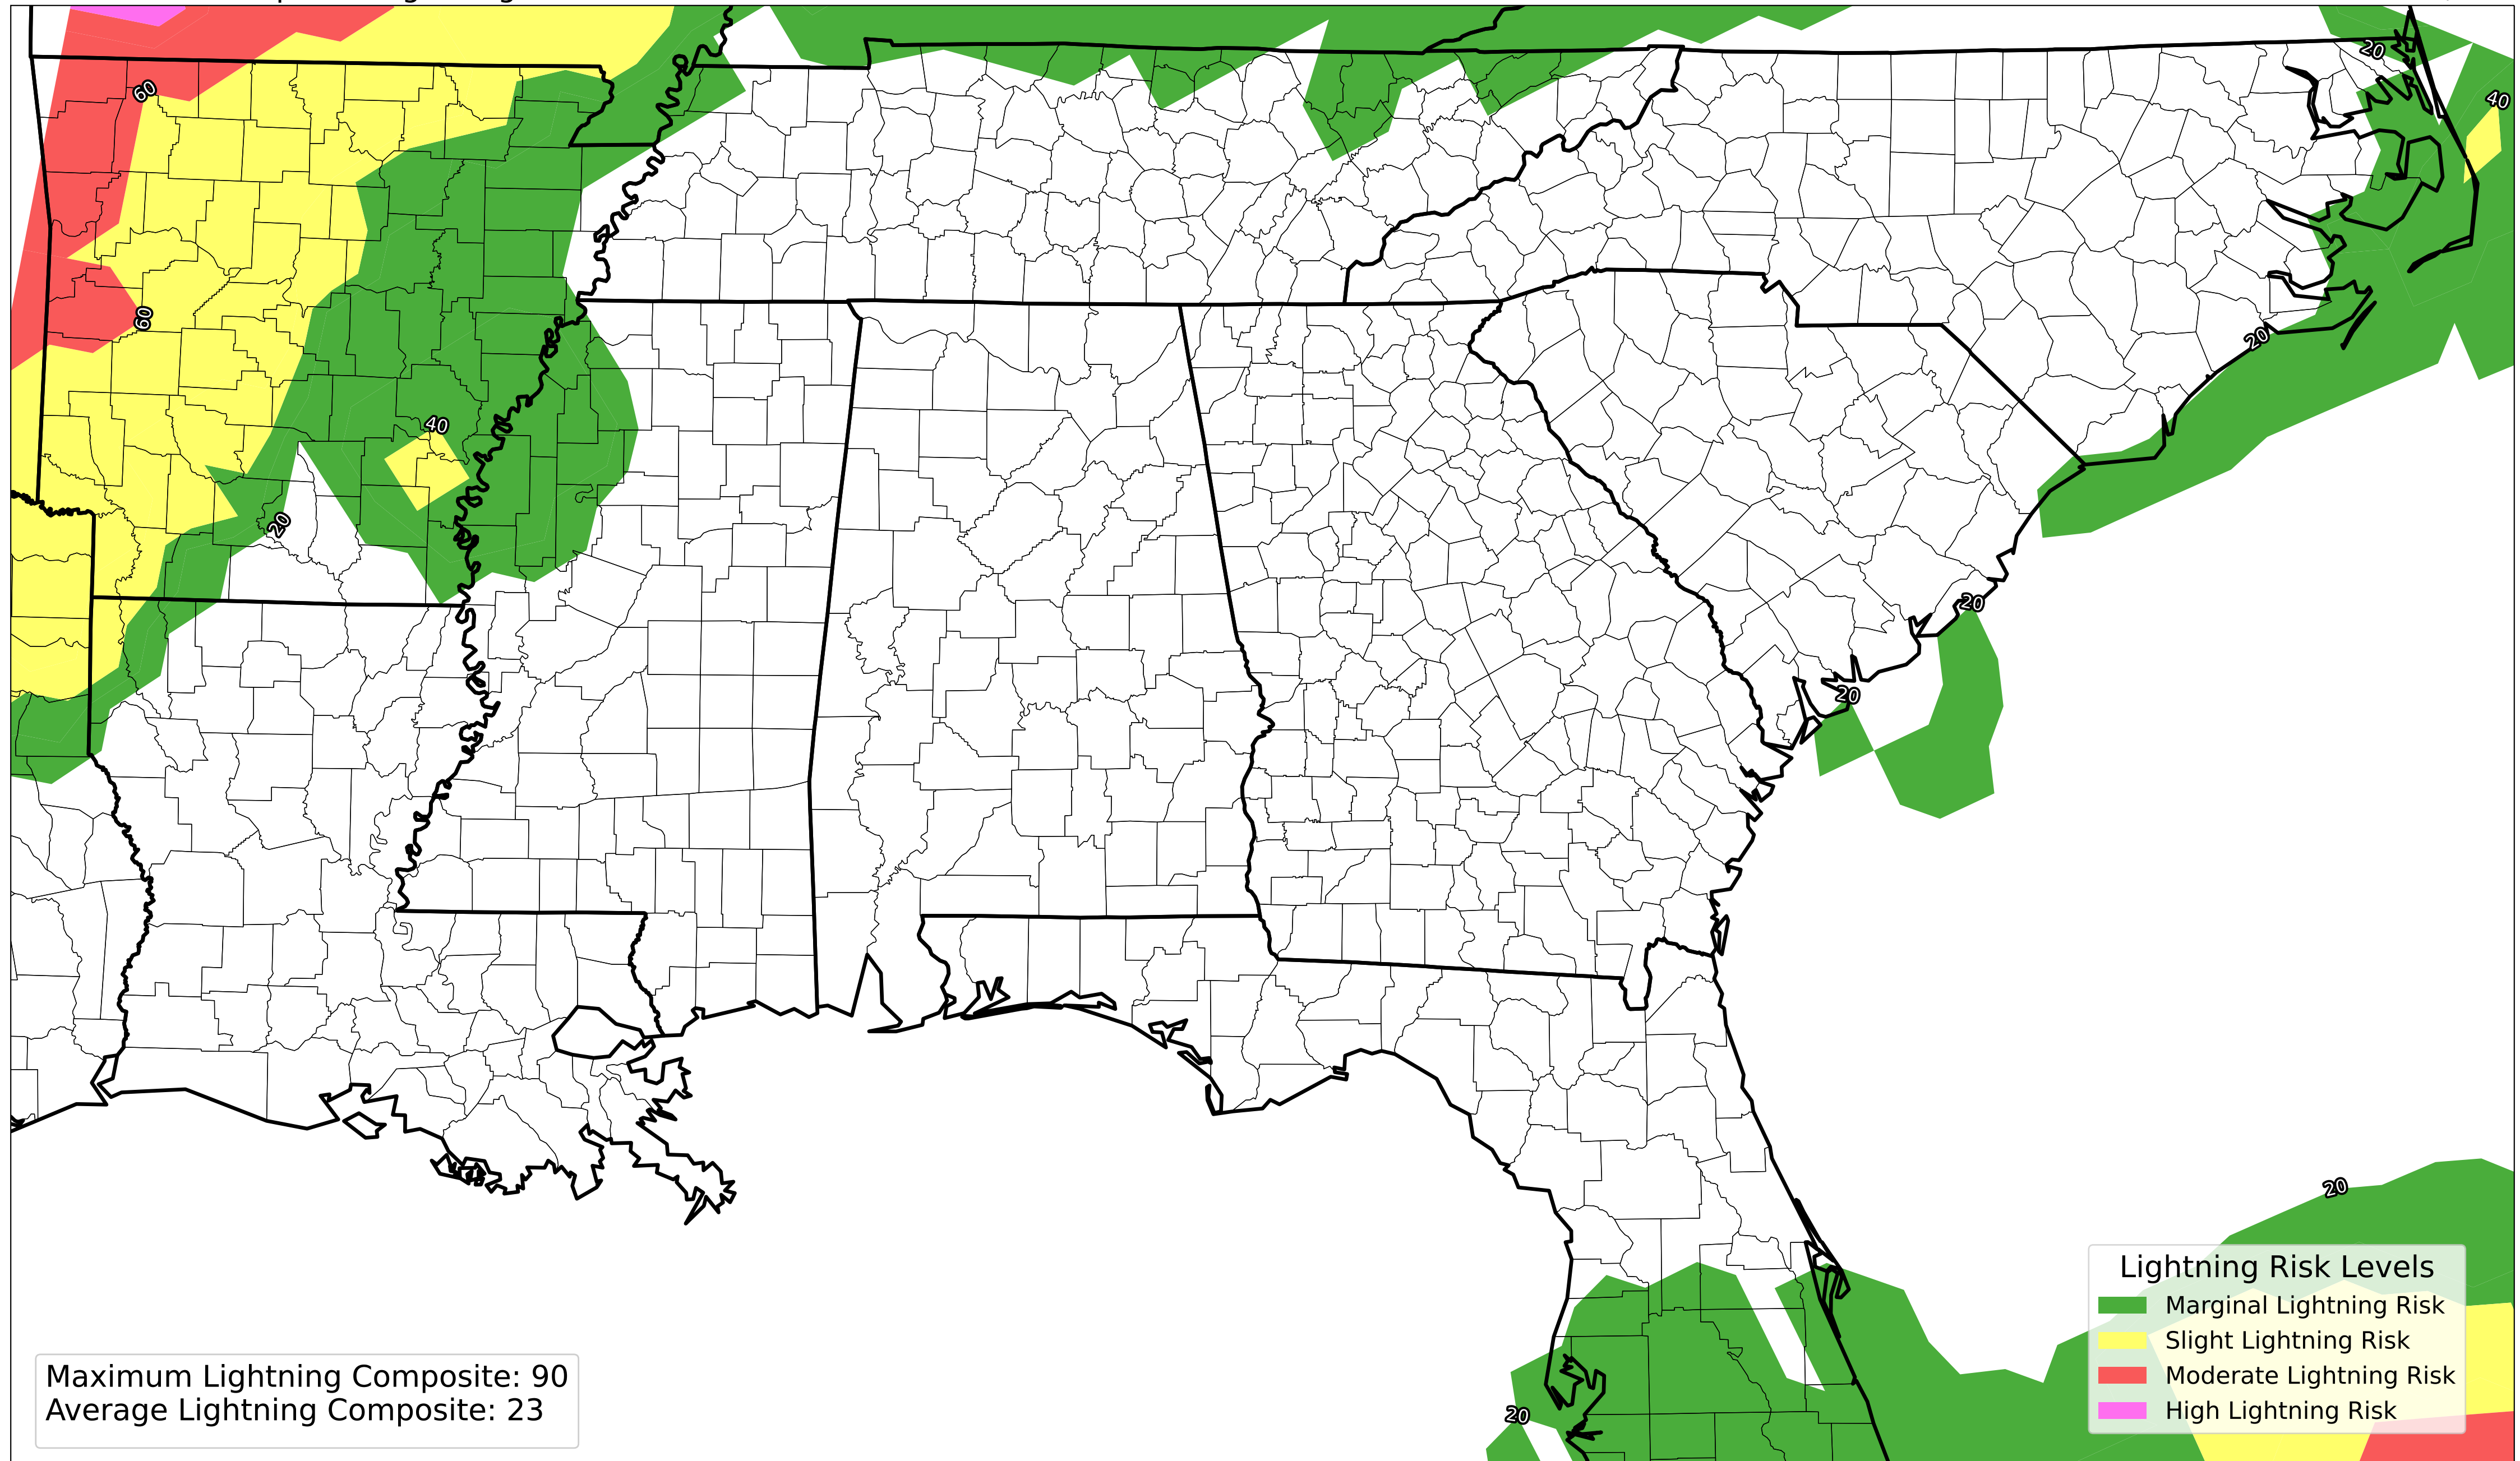 20
40
60
60
20
40
20
20
20
20
20
Lightning Risk Levels
Marginal Lightning Risk
Slight Lightning Risk
Moderate Lightning Risk
High Lightning Risk
Maximum Lightning Composite: 90
Average Lightning Composite: 23